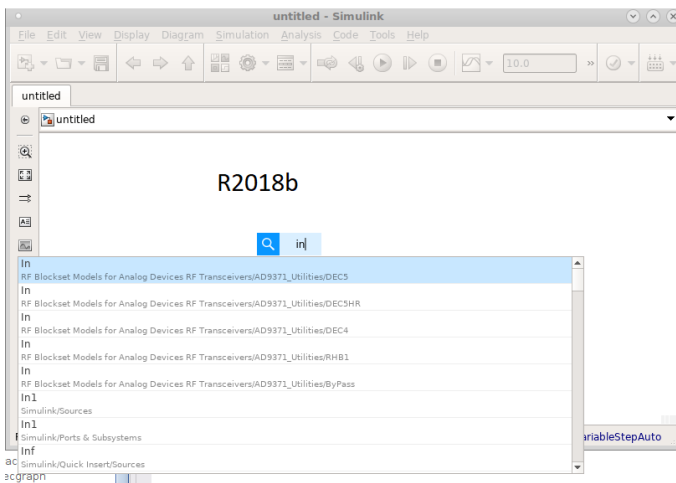 untitled - Simulink
File Edit View Display Diagram Simulation Analysis Code Tools Help
10.0 »
untitled
untitled
R2018b
in
In
RF Blockset Models for Analog Devices RF Transceivers/AD9371_Utilities/DEC5
In
RF Blockset Models for Analog Devices RF Transceivers/AD9371_Utilities/DEC5HR
In
RF Blockset Models for Analog Devices RF Transceivers/AD9371_Utilities/DEC4
In
RF Blockset Models for Analog Devices RF Transceivers/AD9371_Utilities/RHB1
In
RF Blockset Models for Analog Devices RF Transceivers/AD9371_Utilities/ByPass
In1
Simulink/Sources
In1
Simulink/Ports & Subsystems
Inf
Simulink/Quick Insert/Sources
ariableStepAuto